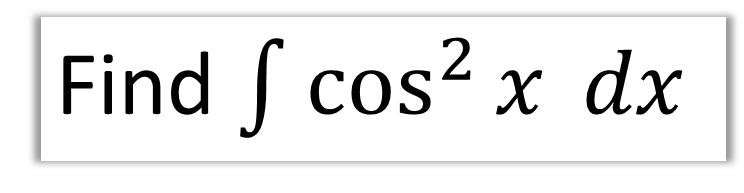 Find ∫ cos² x dx